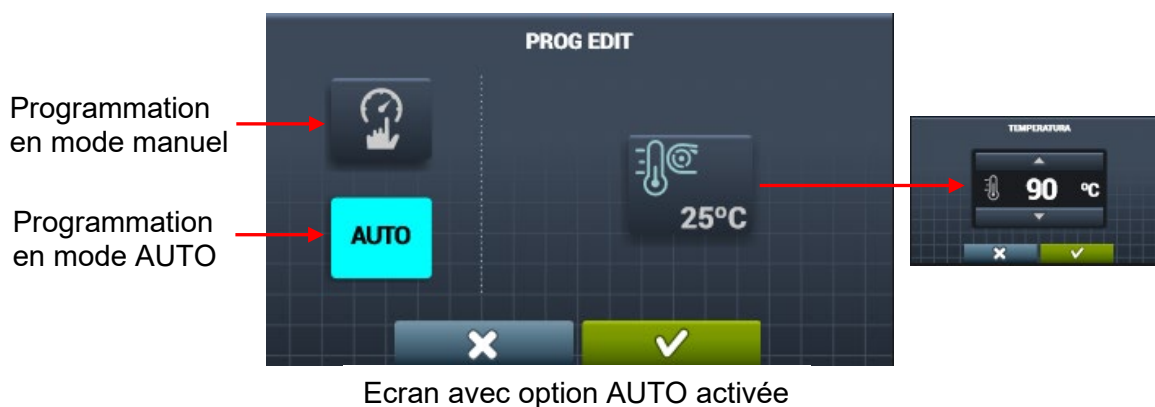 PROG EDIT
Programmation
en mode manuel
TEMPERATURA
90 ºC
25ºC
Programmation
en mode AUTO
AUTO
Ecran avec option AUTO activée